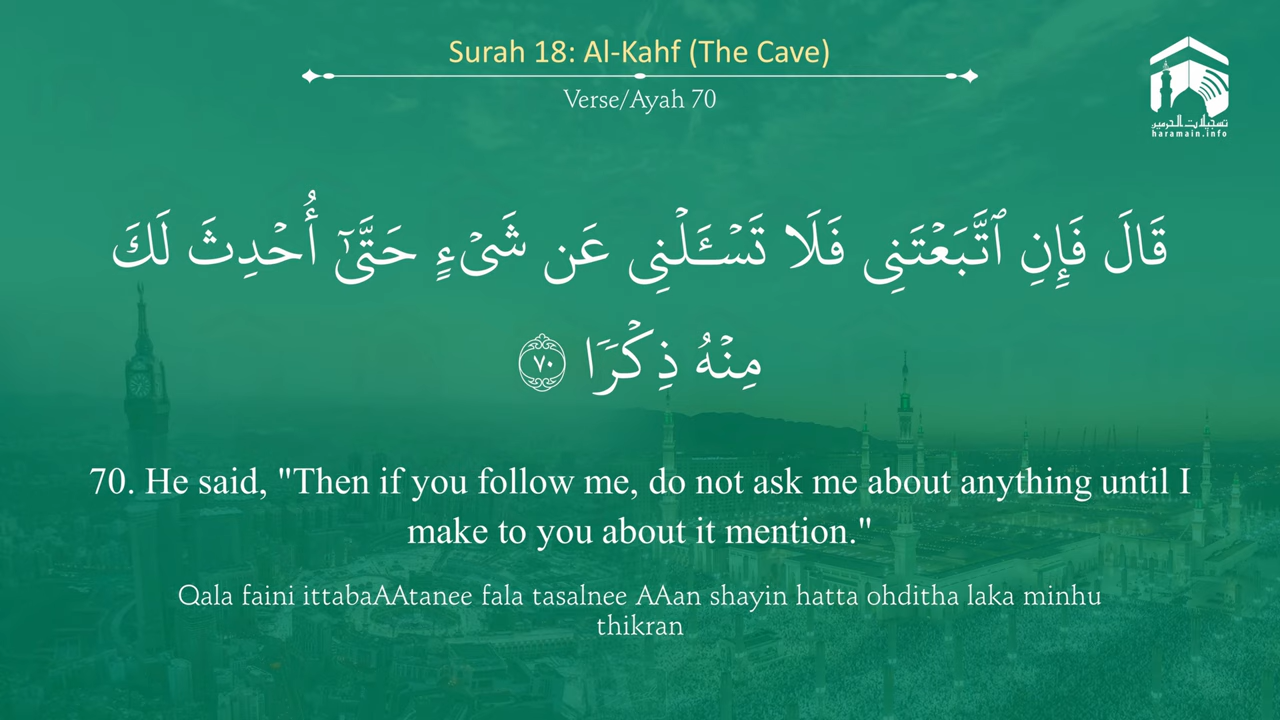 Surah 18: Al-Kahf (The Cave)
Verse/Ayah 70
تسجيلات الحرمين
haramain.info
قَالَ فَإِنِ ٱتَّبَعْتَنِى فَلَا تَسْـَٔلْنِى عَن شَىْءٍ حَتَّىٰٓ أُحْدِثَ لَكَ
مِنْهُ ذِكْرًا ٧٠
70. He said, "Then if you follow me, do not ask me about anything until I
make to you about it mention."
Qala faini ittabaAAtanee fala tasalnee AAan shayin hatta ohditha laka minhu
thikran